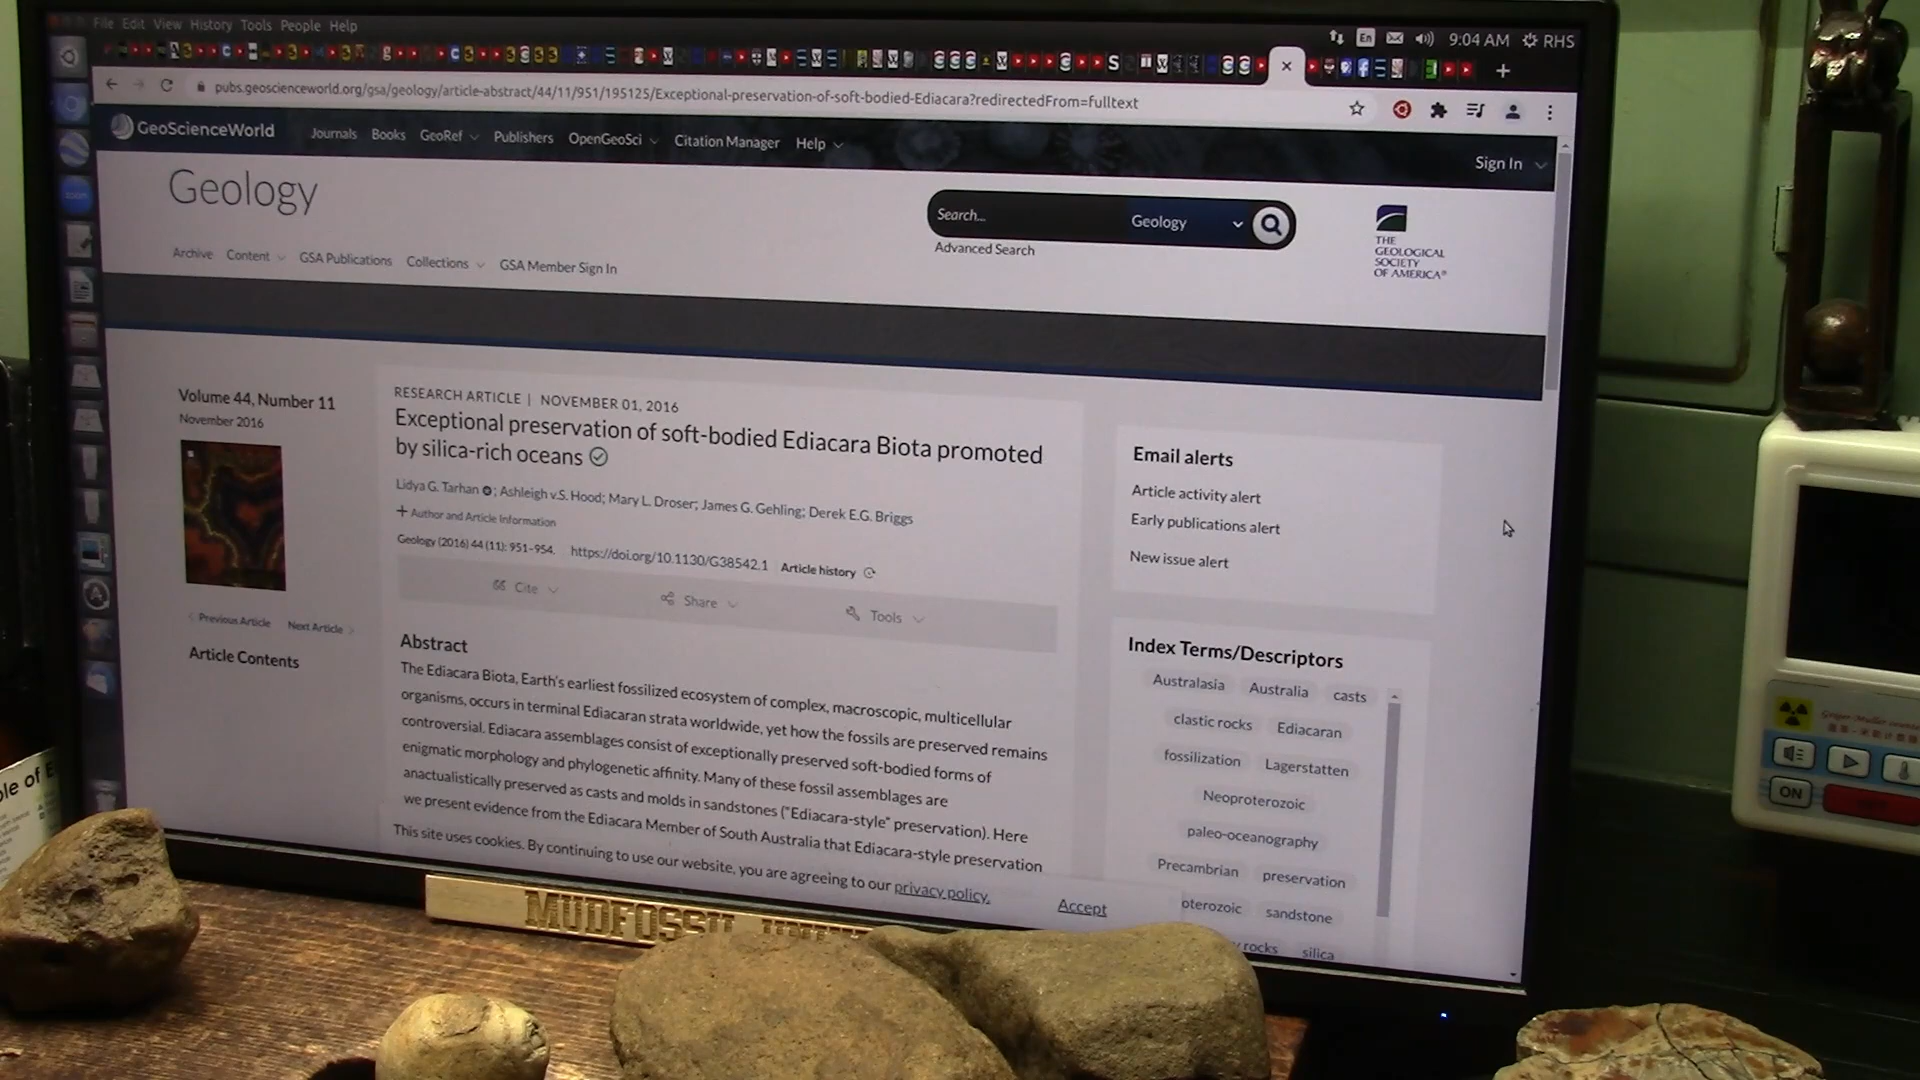 File Edit View History Tools People Help
En 9:04 AM RHS
pubs.geoscienceworld.org/gsa/geology/article-abstract/44/11/951/195125/Exceptional-preservation-of-soft-bodied-Ediacara?redirectedFrom=fulltext
GeoScienceWorld Journals Books GeoRef Publishers OpenGeoSci Citation Manager Help
Sign In
Geology
Search... Geology
Advanced Search
THE
GEOLOGICAL
SOCIETY
OF AMERICA®
Archive Content GSA Publications Collections GSA Member Sign In
Volume 44, Number 11
November 2016
Previous Article Next Article
Article Contents
RESEARCH ARTICLE | NOVEMBER 01, 2016
Exceptional preservation of soft-bodied Ediacara Biota promoted
by silica-rich oceans
Lidya G. Tarhan; Ashleigh v.S. Hood; Mary L. Droser; James G. Gehling; Derek E.G. Briggs
+ Author and Article Information
Geology (2016) 44 (11): 951–954. https://doi.org/10.1130/G38542.1 Article history
Cite Share Tools
Abstract
The Ediacara Biota, Earth's earliest fossilized ecosystem of complex, macroscopic, multicellular
organisms, occurs in terminal Ediacaran strata worldwide, yet how the fossils are preserved remains
controversial. Ediacara assemblages consist of exceptionally preserved soft-bodied forms of
enigmatic morphology and phylogenetic affinity. Many of these fossil assemblages are
anactualistically preserved as casts and molds in sandstones ("Ediacara-style" preservation). Here
we present evidence from the Ediacara Member of South Australia that Ediacara-style preservation
This site uses cookies. By continuing to use our website, you are agreeing to our privacy policy.
Accept
Email alerts
Article activity alert
Early publications alert
New issue alert
Index Terms/Descriptors
Australasia Australia casts
clastic rocks Ediacaran
fossilization Lagerstatten
Neoproterozoic
paleo-oceanography
Precambrian preservation
oterozoic sandstone
rocks silica
MUDFOSSIL
ON